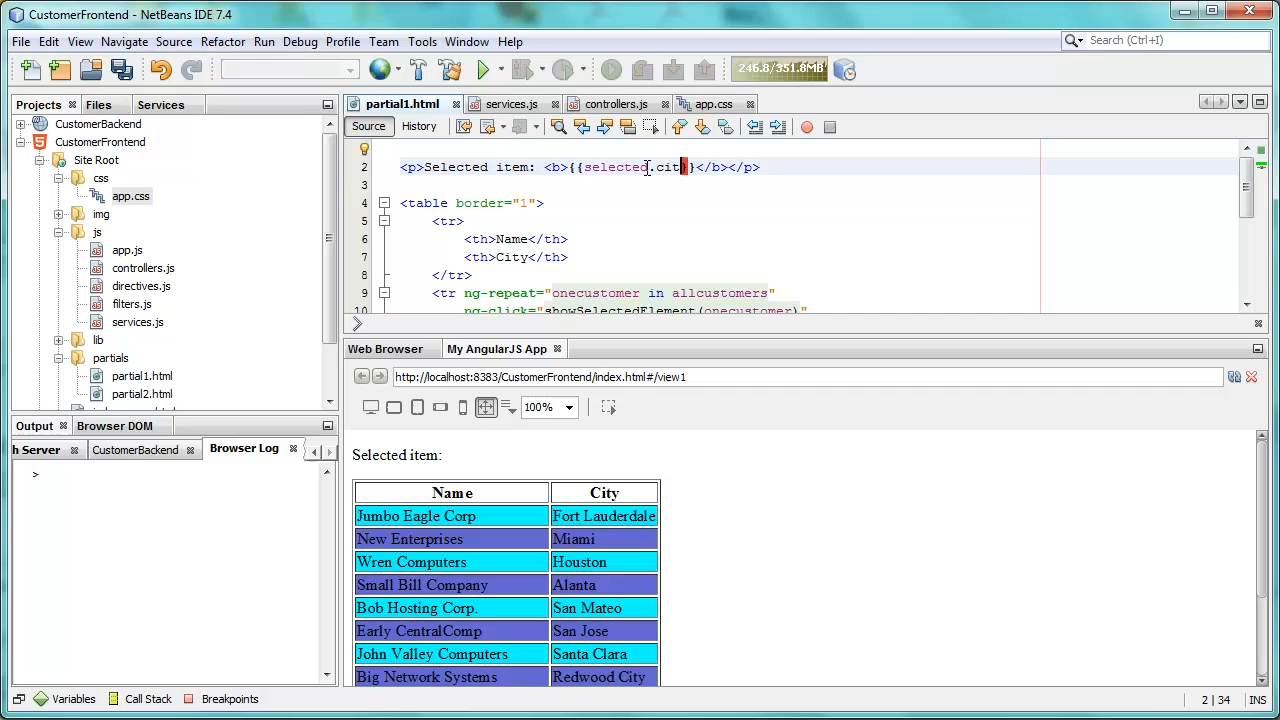 CustomerFrontend - NetBeans IDE 7.4
File Edit View Navigate Source Refactor Run Debug Profile Team Tools Window Help
Search (Ctrl+I)
246.8/351.8MB
Projects Files Services
CustomerBackend
CustomerFrontend
Site Root
css
app.css
img
js
app.js
controllers.js
directives.js
filters.js
services.js
lib
partials
partial1.html
partial2.html
partial1.html services.js controllers.js app.css
Source History
2 <p>Selected item: <b>{{selected.cit}}</b></p>
3
4 <table border="1">
5 <tr>
6 <th>Name</th>
7 <th>City</th>
8 </tr>
9 <tr ng-repeat="onecustomer in allcustomers"
10 ng-click="showSelectedElement(onecustomer)"
Web Browser My AngularJS App
http://localhost:8383/CustomerFrontend/index.html#/view1
100%
Output Browser DOM
h Server CustomerBackend Browser Log
>
Selected item:
Name City
Jumbo Eagle Corp Fort Lauderdale
New Enterprises Miami
Wren Computers Houston
Small Bill Company Alanta
Bob Hosting Corp. San Mateo
Early CentralComp San Jose
John Valley Computers Santa Clara
Big Network Systems Redwood City
Variables Call Stack Breakpoints
2 | 34 INS